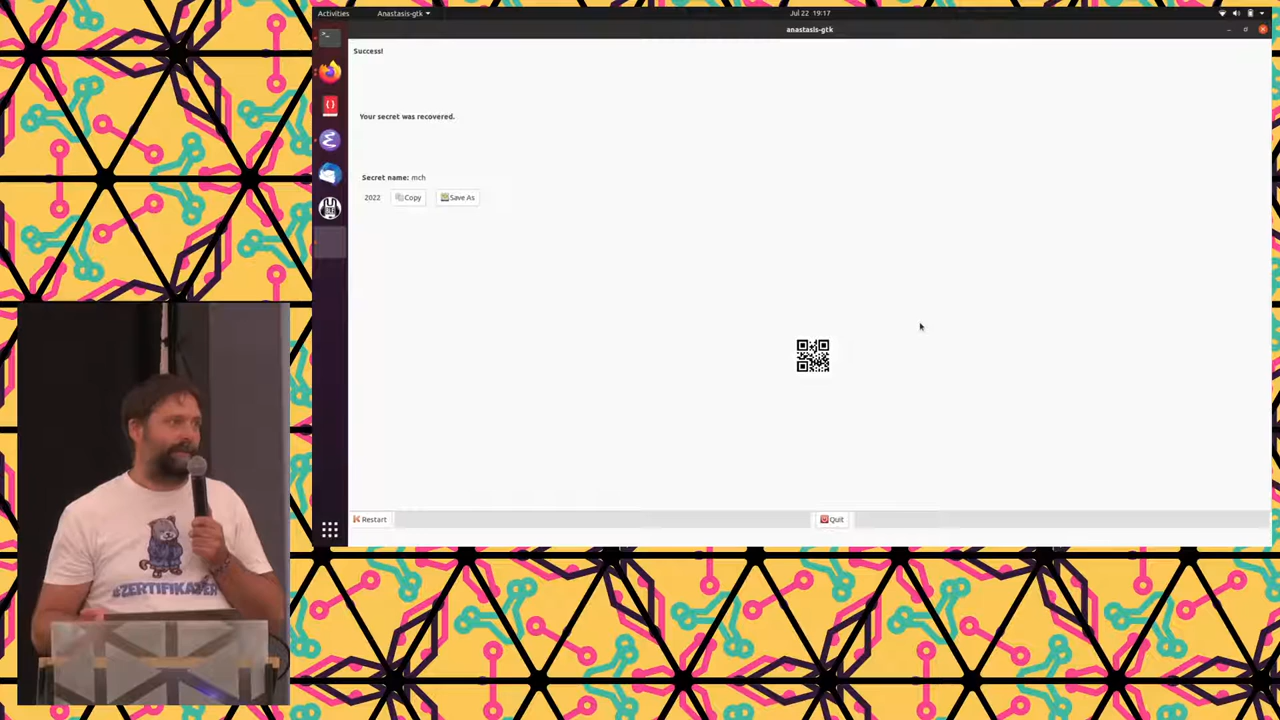 Activities
Anastasis-gtk
Jul 22 19:17
anastasis-gtk
Success!
Your secret was recovered.
Secret name: mch
2022 Copy Save As
Restart
Quit
#ZERTIFIKATER